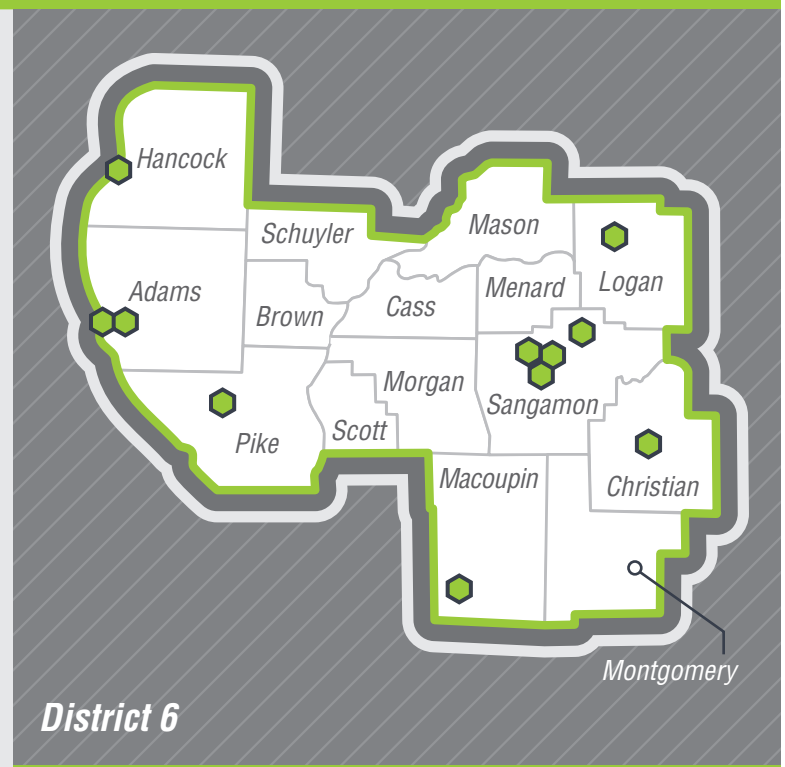 Hancock
Mason
Schuyler
Logan
Adams
Menard
Cass
Brown
Morgan
Sangamon
Scott
Pike
Macoupin
Christian
Montgomery
District 6